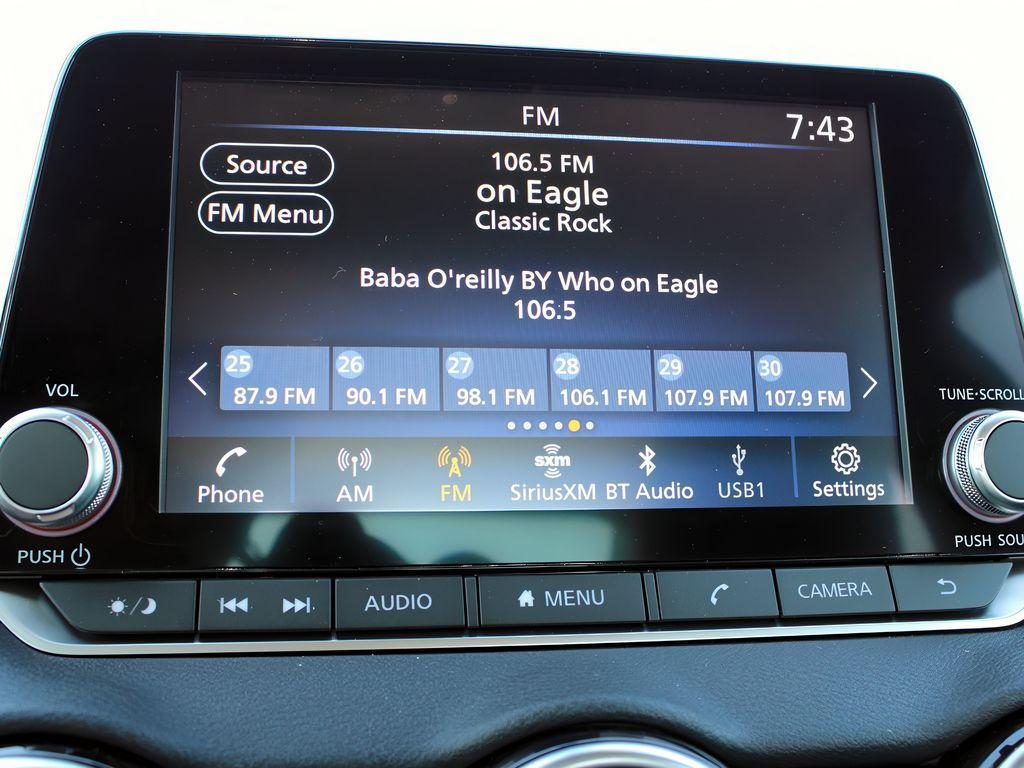 FM
7:43
Source
106.5 FM
on Eagle
FM Menu
Classic Rock
Baba O'reilly BY Who on Eagle
106.5
25
87.9 FM
26
90.1 FM
27
98.1 FM
28
106.1 FM
29
107.9 FM
30
107.9 FM
VOL
TUNE·SCROLL
Phone
AM
FM
sxm
SiriusXM
BT Audio
USB1
Settings
PUSH
PUSH SOU
AUDIO
MENU
CAMERA